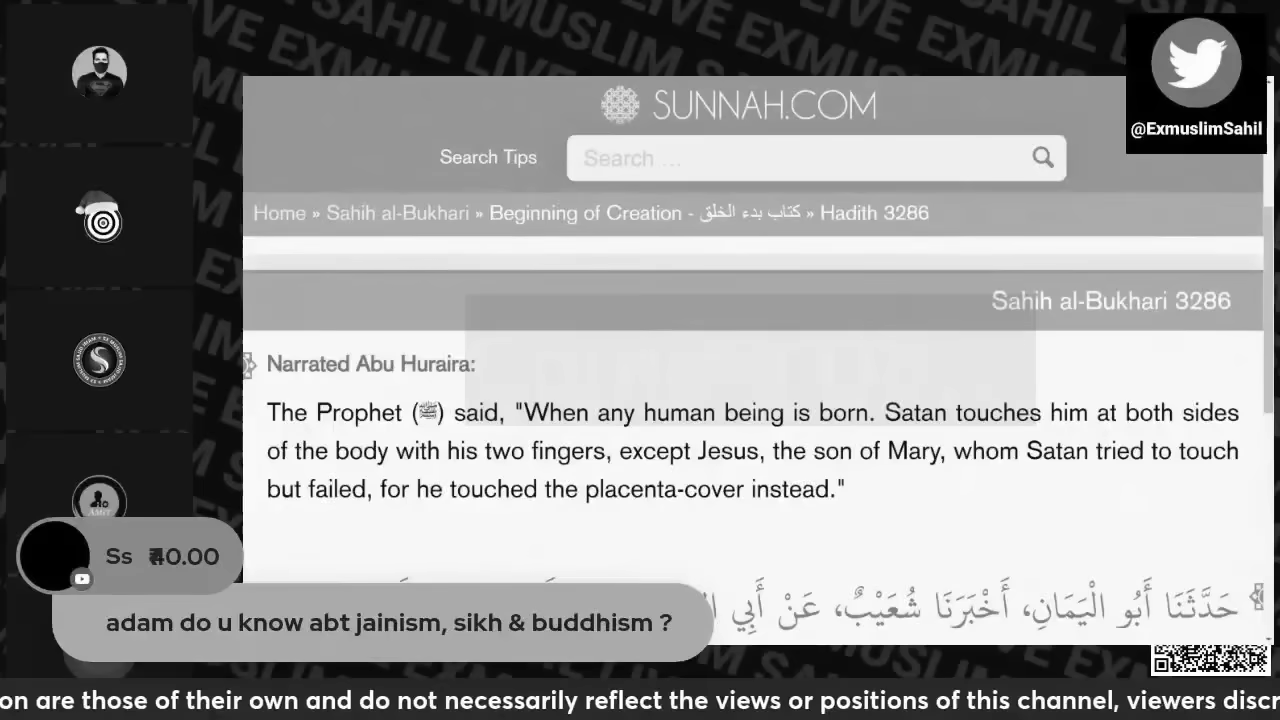 SUNNAH.COM
@ExmuslimSahil
Search Tips
Search ...
Home » Sahih al-Bukhari » Beginning of Creation - كتاب بدء الخلق » Hadith 3286
Sahih al-Bukhari 3286
Narrated Abu Huraira:
The Prophet (ﷺ) said, "When any human being is born. Satan touches him at both sides
of the body with his two fingers, except Jesus, the son of Mary, whom Satan tried to touch
but failed, for he touched the placenta-cover instead."
حَدَّثَنَا أَبُو الْيَمَانِ، أَخْبَرَنَا شُعَيْبٌ، عَنْ أَبِي
Ss ₹40.00
adam do u know abt jainism, sikh & buddhism ?
on are those of their own and do not necessarily reflect the views or positions of this channel, viewers discr